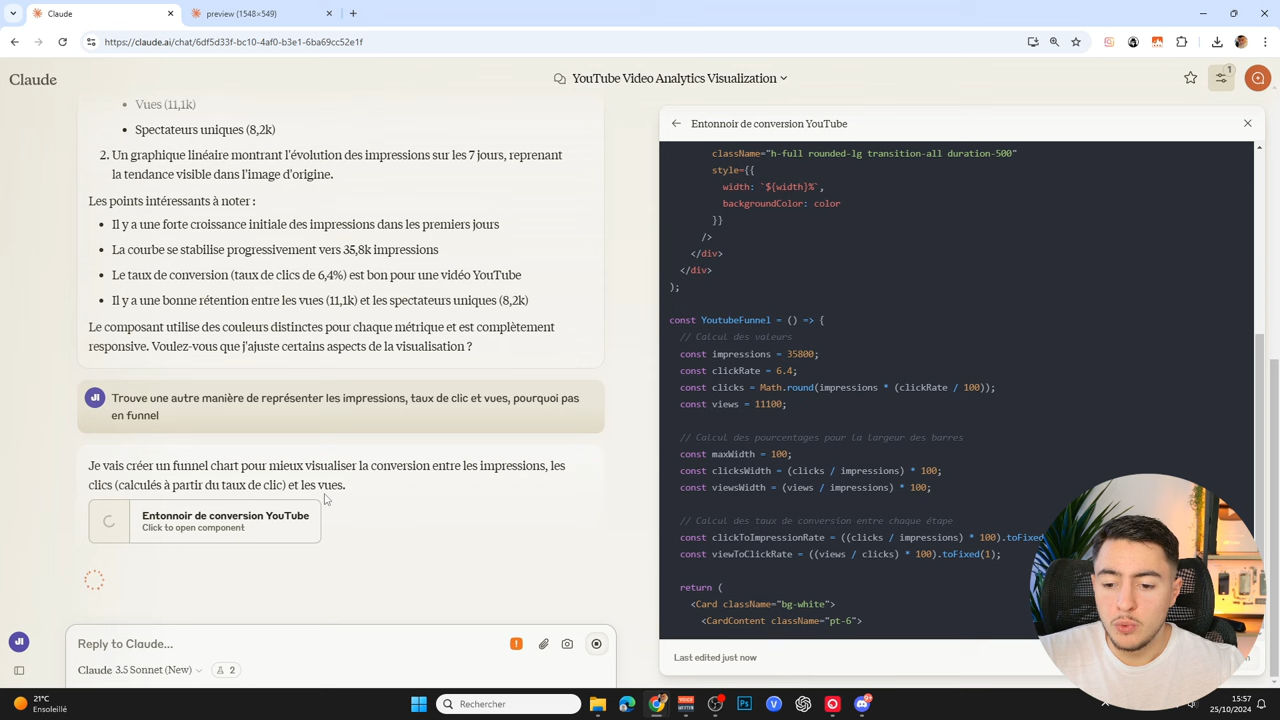 Claude
preview (1548×549)
https://claude.ai/chat/6df5d33f-bc10-4af0-b3e1-6ba69cc52e1f
Claude
YouTube Video Analytics Visualization
1
Vues (11,1k)
Spectateurs uniques (8,2k)
2. Un graphique linéaire montrant l'évolution des impressions sur les 7 jours, reprenant
la tendance visible dans l'image d'origine.
Les points intéressants à noter :
Il y a une forte croissance initiale des impressions dans les premiers jours
La courbe se stabilise progressivement vers 35,8k impressions
Le taux de conversion (taux de clics de 6,4%) est bon pour une vidéo YouTube
Il y a une bonne rétention entre les vues (11,1k) et les spectateurs uniques (8,2k)
Le composant utilise des couleurs distinctes pour chaque métrique et est complètement
responsive. Voulez-vous que j'ajuste certains aspects de la visualisation ?
JI
Trouve une autre manière de représenter les impressions, taux de clic et vues, pourquoi pas
en funnel
Je vais créer un funnel chart pour mieux visualiser la conversion entre les impressions, les
clics (calculés à partir du taux de clic) et les vues.
Entonnoir de conversion YouTube
Click to open component
JI
Reply to Claude...
!
Claude 3.5 Sonnet (New)
2
Entonnoir de conversion YouTube
className="h-full rounded-lg transition-all duration-500"
style={{
width: `${width}%`,
backgroundColor: color
}}
/>
</div>
</div>
);
const YoutubeFunnel = () => {
// Calcul des valeurs
const impressions = 35800;
const clickRate = 6.4;
const clicks = Math.round(impressions * (clickRate / 100));
const views = 11100;
// Calcul des pourcentages pour la largeur des barres
const maxWidth = 100;
const clicksWidth = (clicks / impressions) * 100;
const viewsWidth = (views / impressions) * 100;
// Calcul des taux de conversion entre chaque étape
const clickToImpressionRate = ((clicks / impressions) * 100).toFixed
const viewToClickRate = ((views / clicks) * 100).toFixed(1);
return (
<Card className="bg-white">
<CardContent className="pt-6">
Last edited just now
21°C
Ensoleillé
Rechercher
9+
15:57
25/10/2024